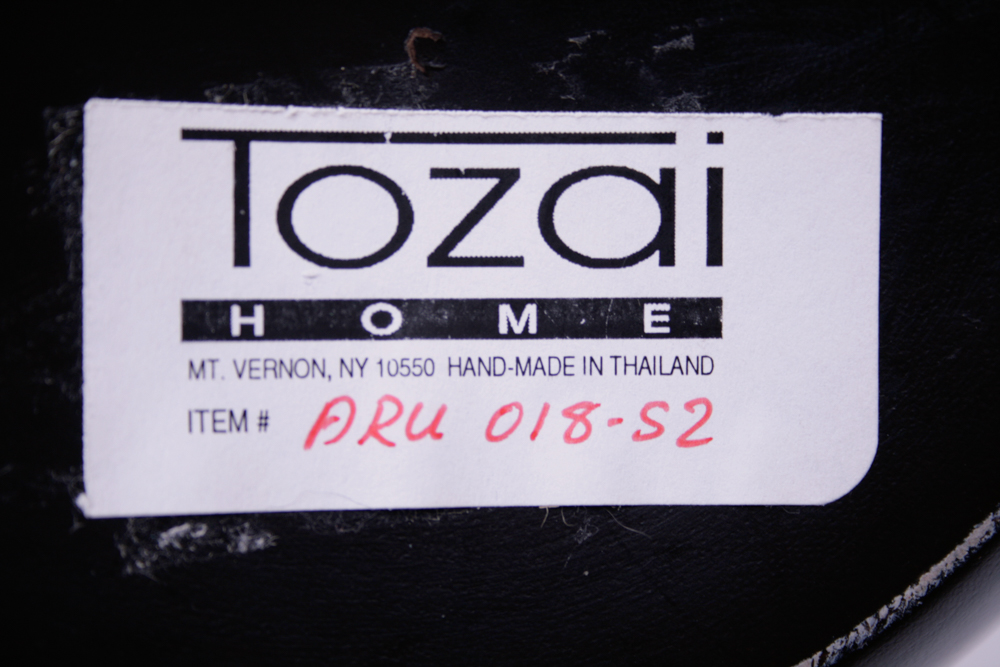 Tozai
HOME
MT. VERNON, NY 10550 HAND-MADE IN THAILAND
ITEM # ARU 018-S2